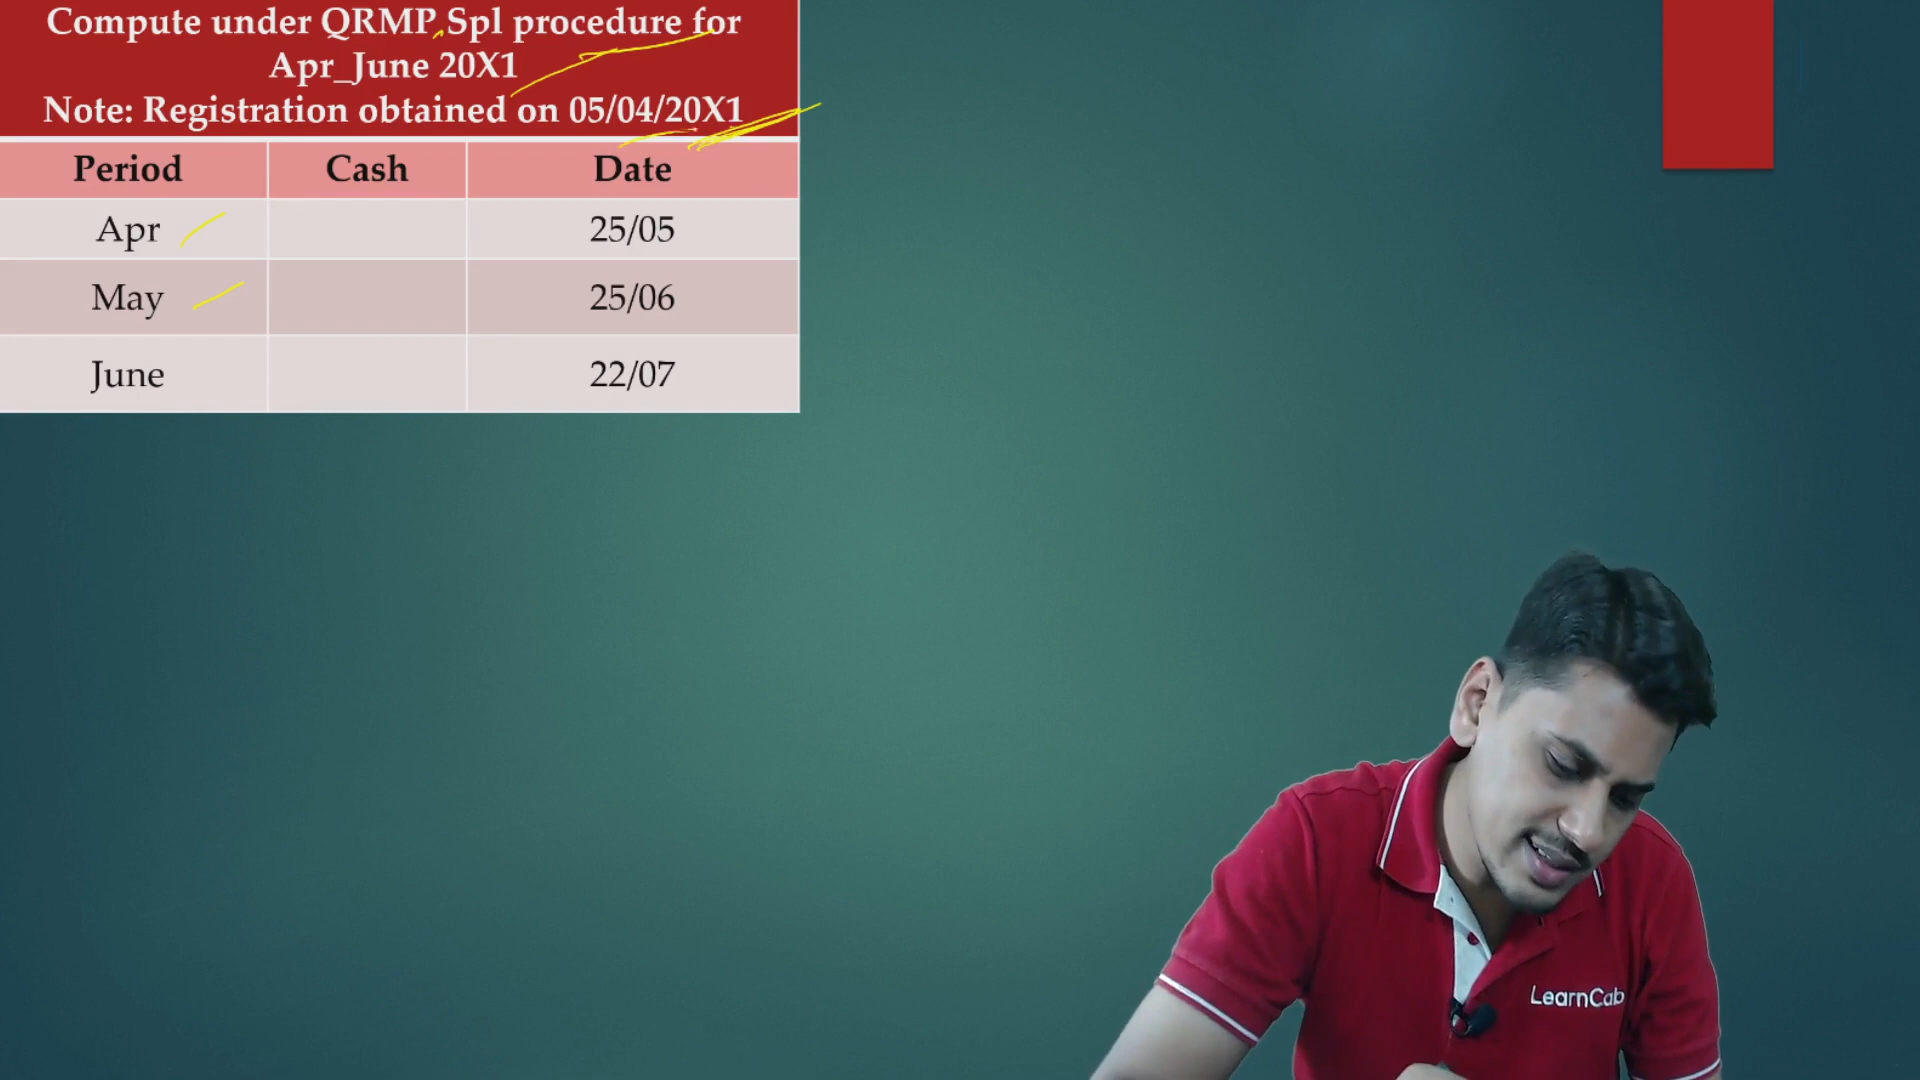 Compute under QRMP Spl procedure for
Apr_June 20X1
Note: Registration obtained on 05/04/20X1
Period Cash Date
Apr 25/05
May 25/06
June 22/07
LearnCab